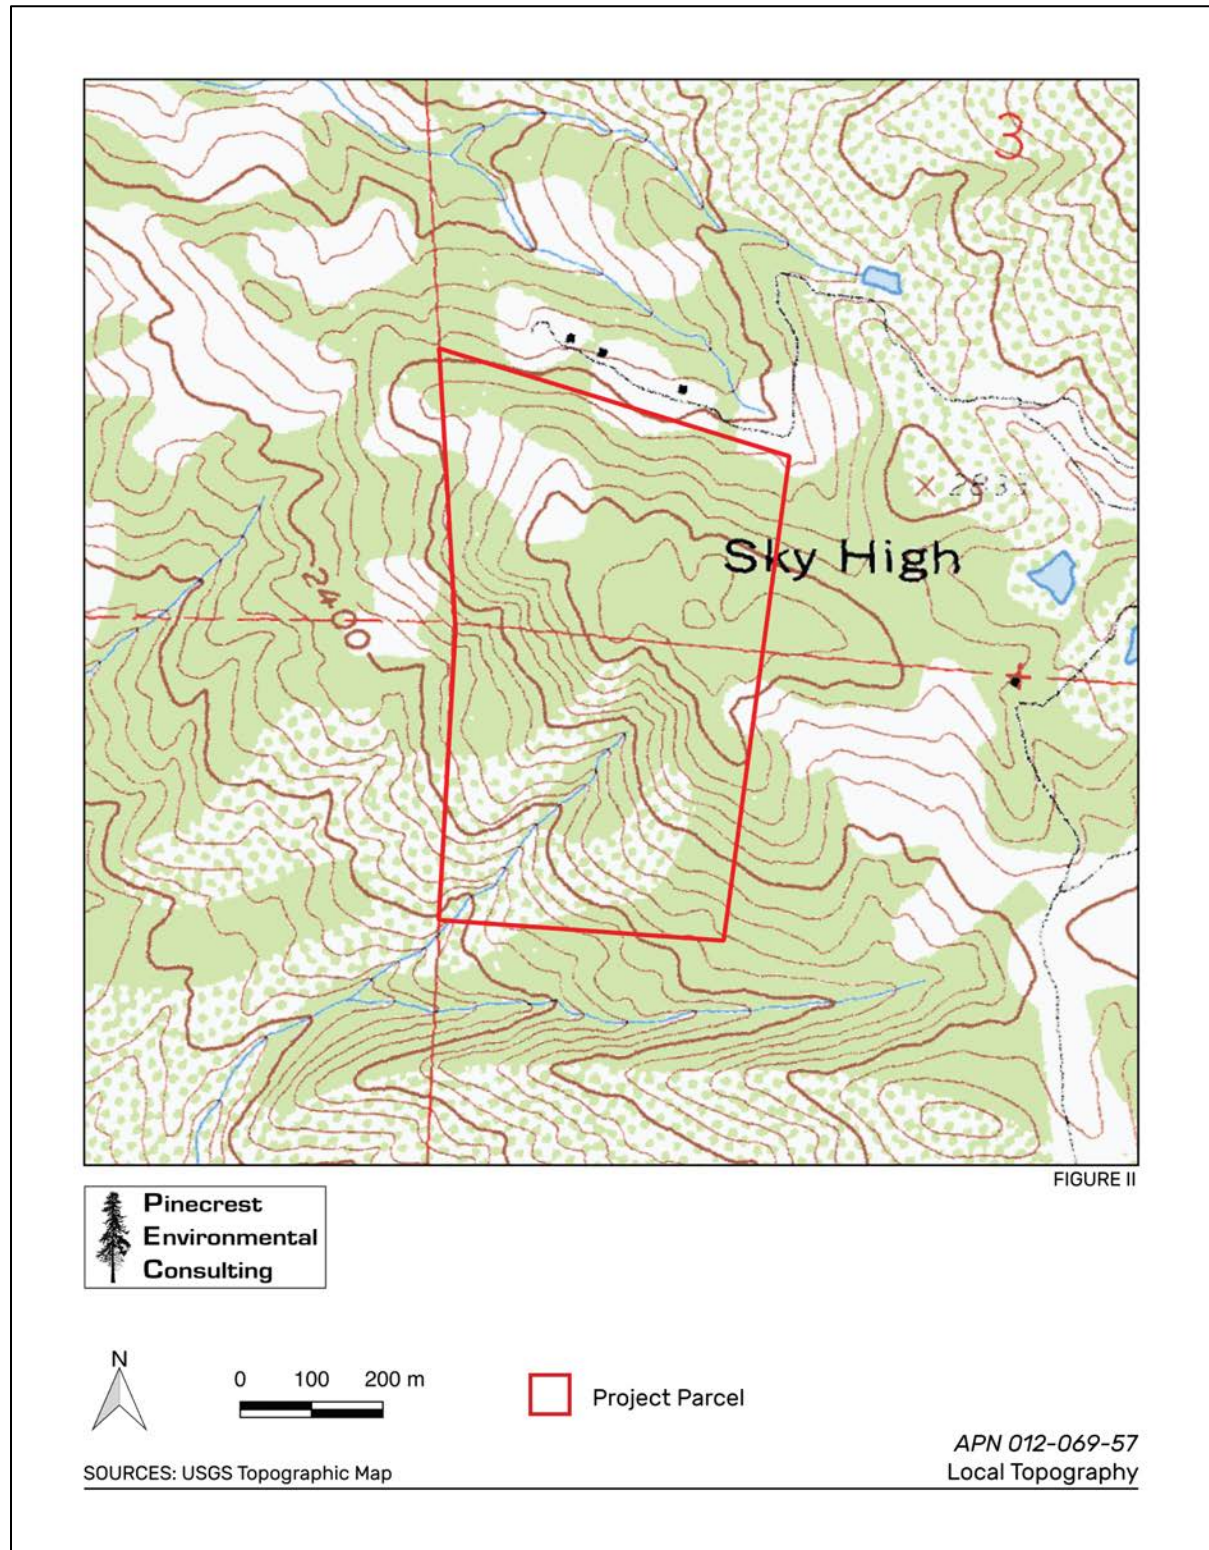 3
2833
Sky High
2400
FIGURE II
Pinecrest
Environmental
Consulting
N
0 100 200 m
Project Parcel
APN 012-069-57
SOURCES: USGS Topographic Map
Local Topography